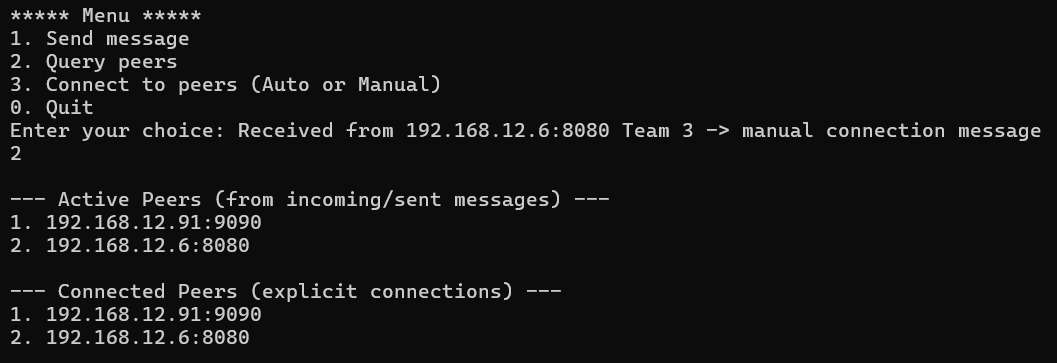 ***** Menu *****
1. Send message
2. Query peers
3. Connect to peers (Auto or Manual)
0. Quit
Enter your choice: Received from 192.168.12.6:8080 Team 3 -> manual connection message
2
--- Active Peers (from incoming/sent messages) ---
1. 192.168.12.91:9090
2. 192.168.12.6:8080
--- Connected Peers (explicit connections) ---
1. 192.168.12.91:9090
2. 192.168.12.6:8080